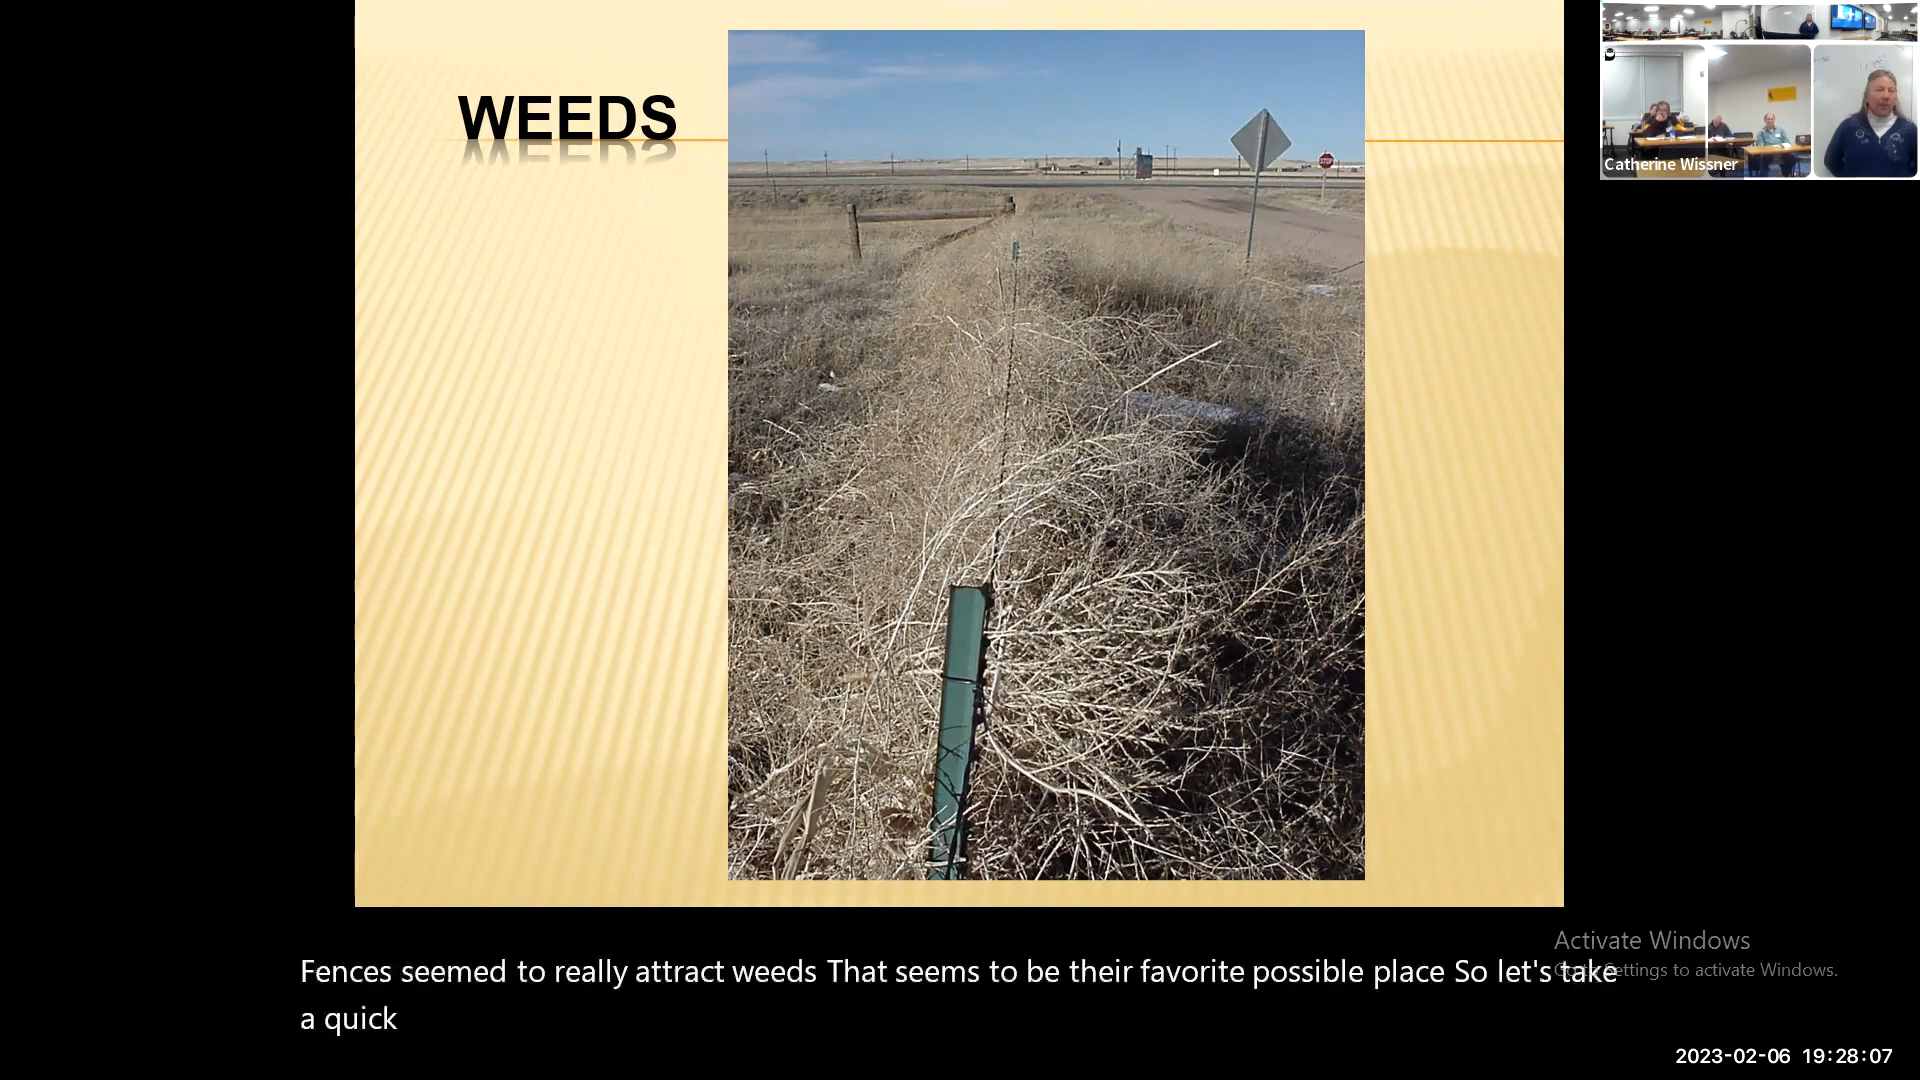 WEEDS
STOP
Catherine Wissner
Fences seemed to really attract weeds That seems to be their favorite possible place So let's take
a quick
Activate Windows
Go to Settings to activate Windows.
2023-02-06 19:28:07